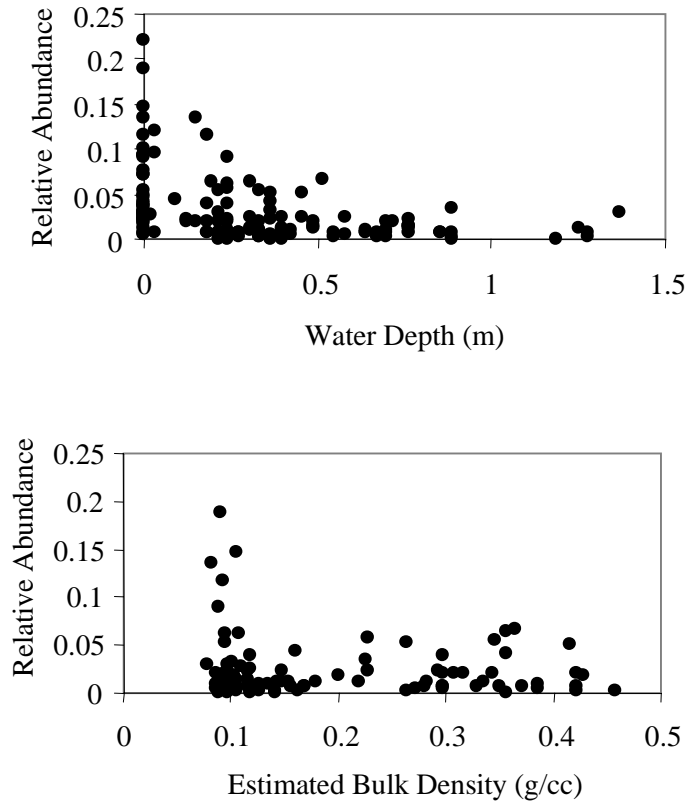 Relative Abundance
0.25
0.2
0.15
0.1
0.05
0
0 0.5 1 1.5
Water Depth (m)
Relative Abundance
0.25
0.2
0.15
0.1
0.05
0
0 0.1 0.2 0.3 0.4 0.5
Estimated Bulk Density (g/cc)